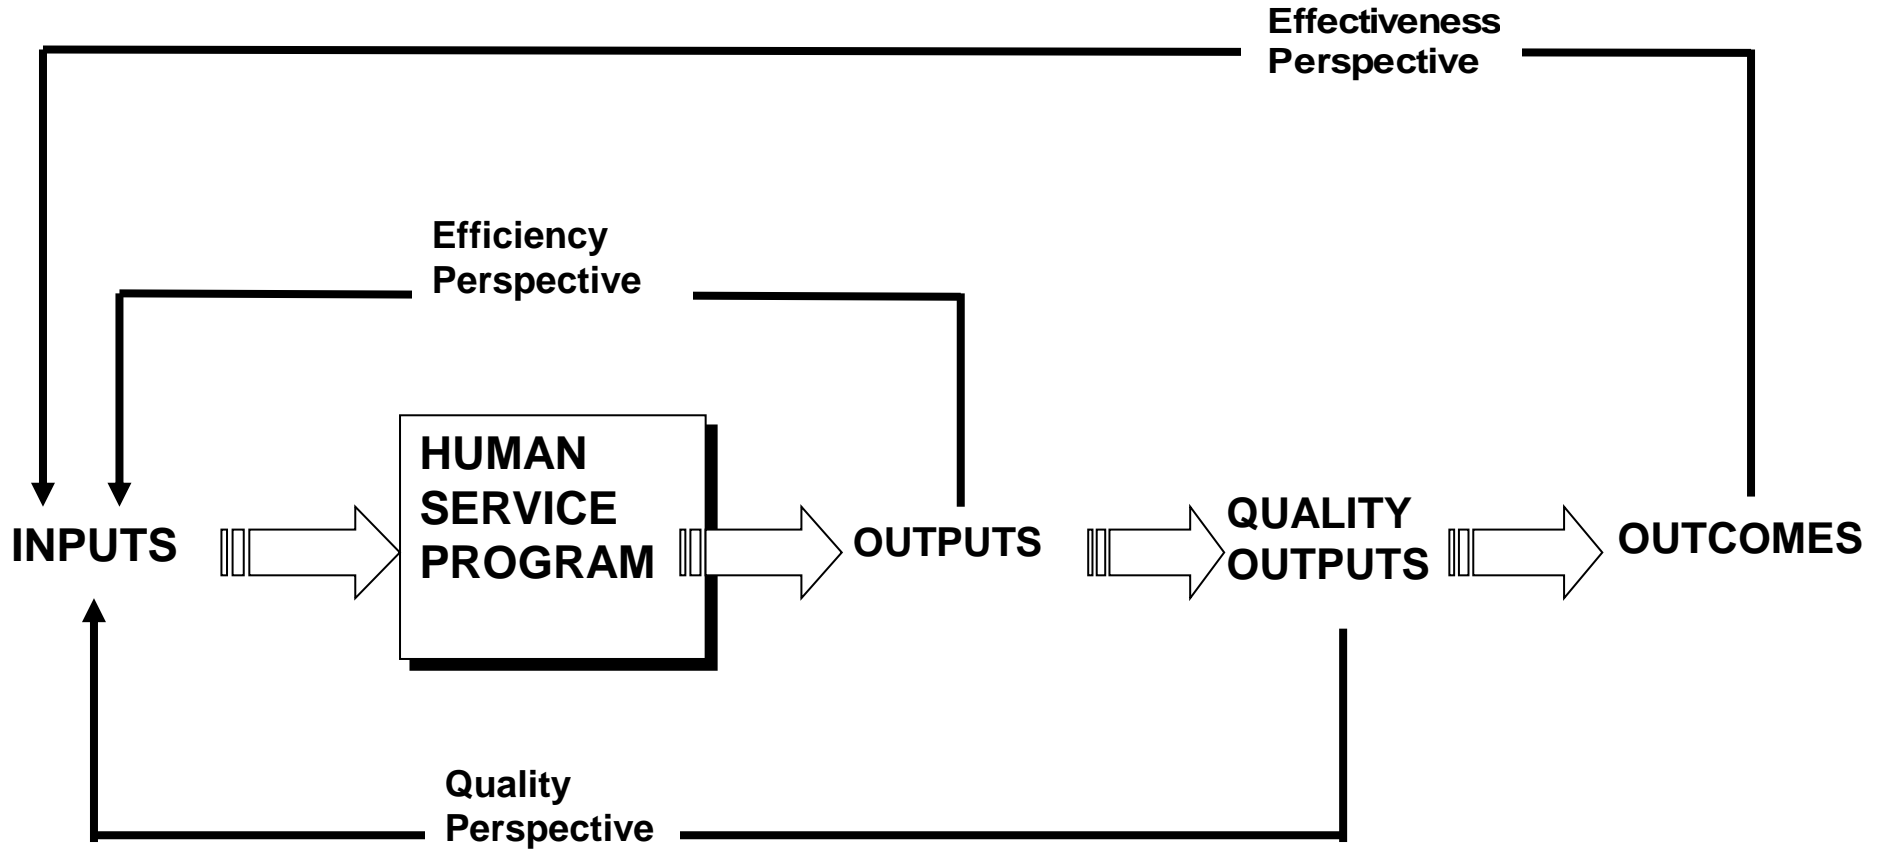 Effectiveness
Perspective
Efficiency
Perspective
INPUTS
HUMAN
SERVICE
PROGRAM
OUTPUTS
QUALITY
OUTPUTS
OUTCOMES
Quality
Perspective